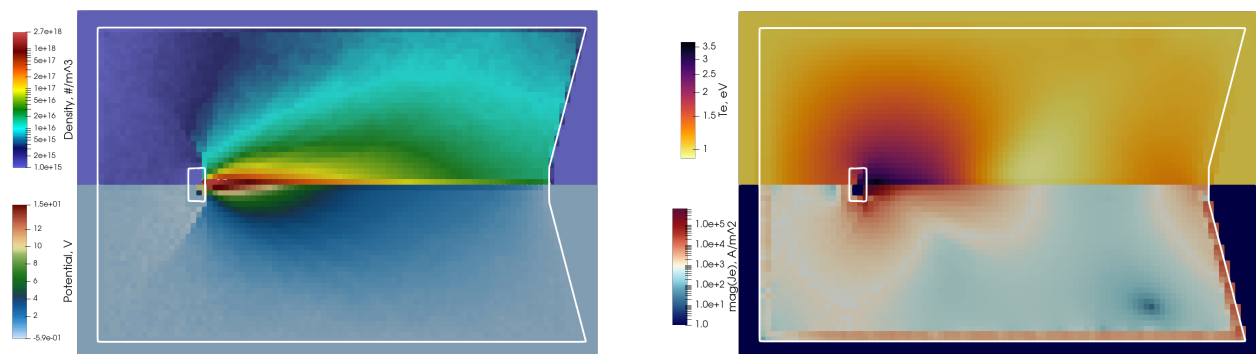 2.7e+18
1e+18
5e+17
2e+17
1e+17
5e+16
2e+16
1e+16
5e+15
2e+15
1.0e+15
Density, #/m^3
1.5e+01
12
10
8
6
4
2
-5.9e-01
Potential, V
3.5
3
2.5
2
1
Te, eV
1.0e+5
1.0e+4
1.0e+3
1.0e+2
1.0e+1
1.0
mag(Je), A/m^2